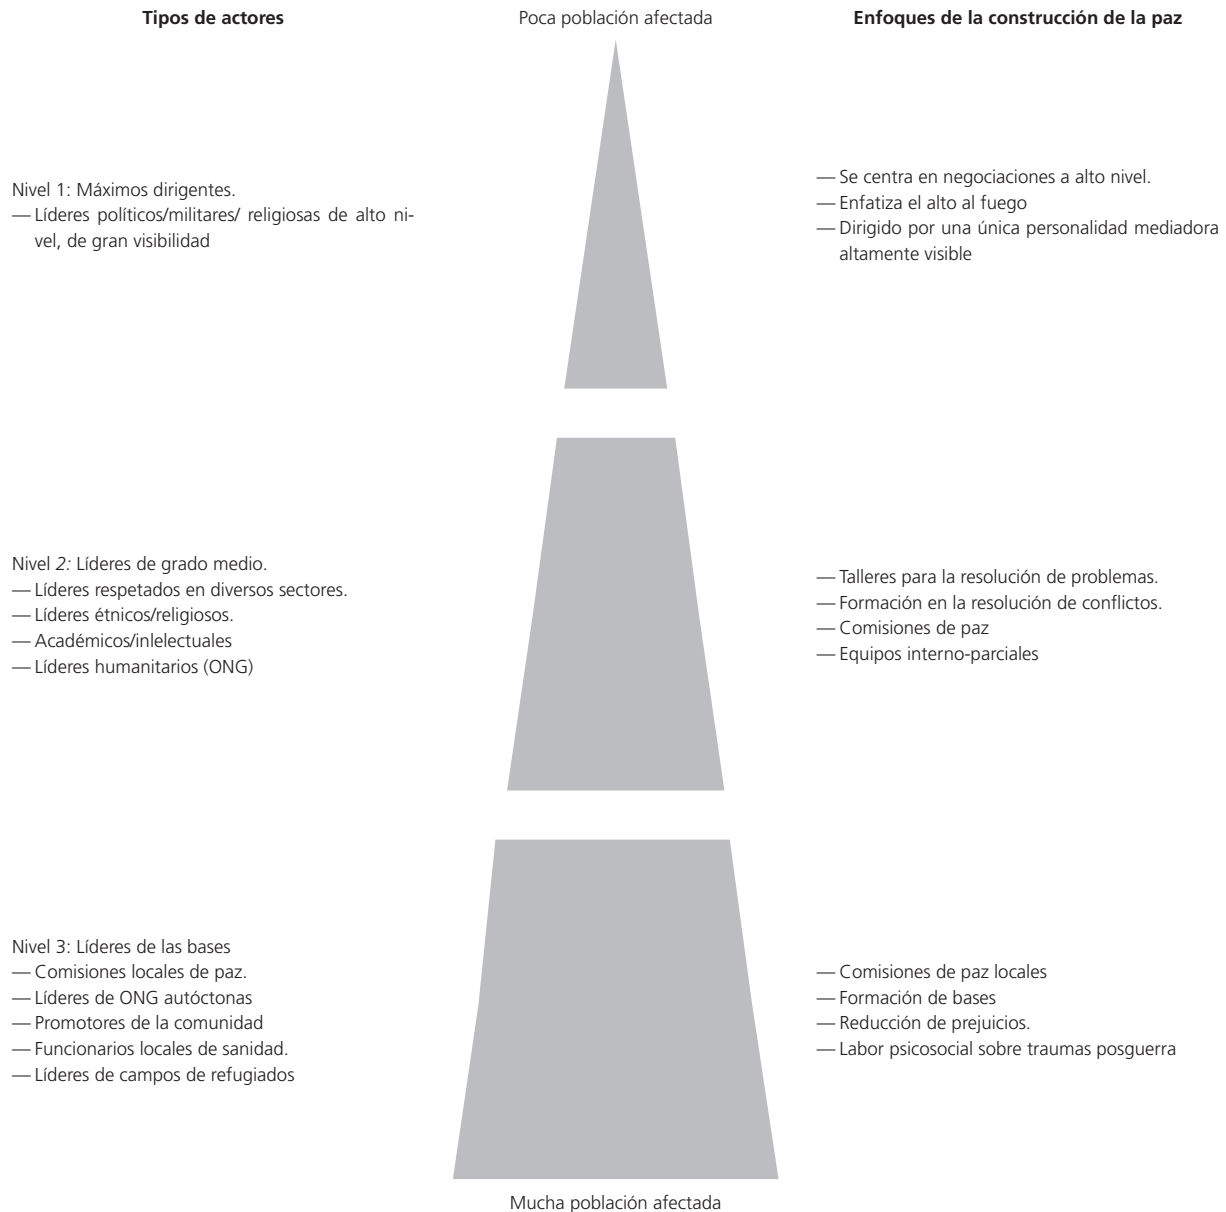 Tipos de actores
Poca población afectada
Enfoques de la construcción de la paz
Nivel 1: Máximos dirigentes.
— Líderes políticos/militares/ religiosas de alto ni-
vel, de gran visibilidad
— Se centra en negociaciones a alto nivel.
— Enfatiza el alto al fuego
— Dirigido por una única personalidad mediadora
altamente visible
Nivel 2: Líderes de grado medio.
— Líderes respetados en diversos sectores.
— Líderes étnicos/religiosos.
— Académicos/inlelectuales
— Líderes humanitarios (ONG)
— Talleres para la resolución de problemas.
— Formación en la resolución de conflictos.
— Comisiones de paz
— Equipos interno-parciales
Nivel 3: Líderes de las bases
— Comisiones locales de paz.
— Líderes de ONG autóctonas
— Promotores de la comunidad
— Funcionarios locales de sanidad.
— Líderes de campos de refugiados
— Comisiones de paz locales
— Formación de bases
— Reducción de prejuicios.
— Labor psicosocial sobre traumas posguerra
Mucha población afectada